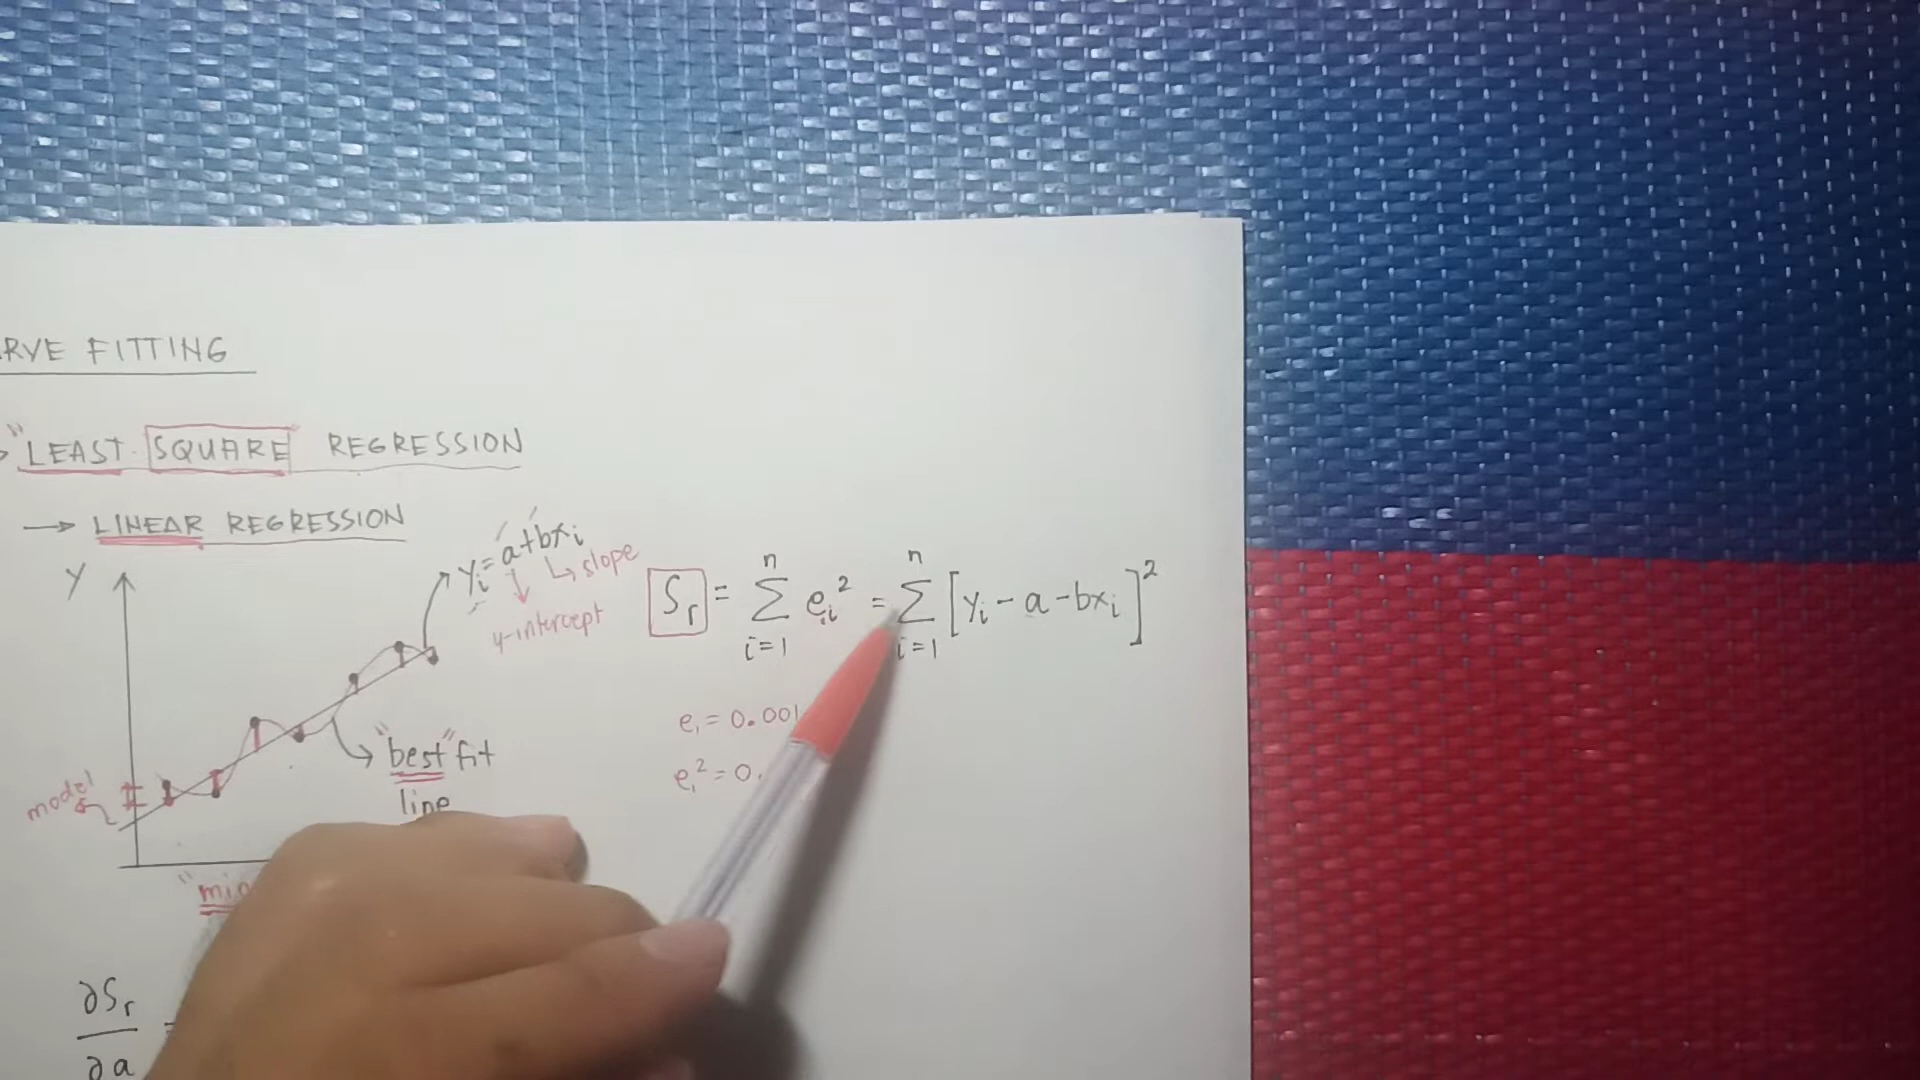 RVE FITTING
"LEAST SQUARE" REGRESSION
→ LINEAR REGRESSION
Y
yᵢ = a + bxᵢ
slope
y-intercept
"best" fit
line
model
Sᵣ = Σ eᵢ² = Σ [yᵢ - a - bxᵢ]²
n
i=1
n
i=1
e₁ = 0.001
e₁² = 0.
∂Sᵣ
∂a
=